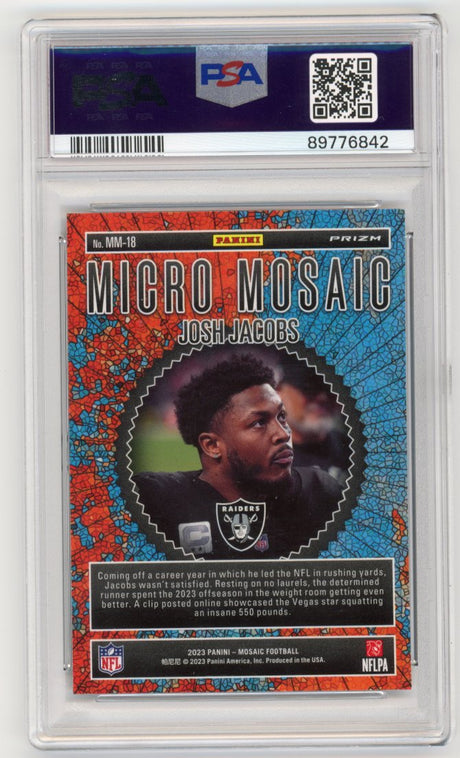 PSA
89776842
No. MM-18
PANINI
PRIZM
MICRO MOSAIC
JOSH JACOBS
RAIDERS
C
Coming off a career year in which he led the NFL in rushing yards,
Jacobs wasn't satisfied. Resting on no laurels, the determined
runner spent the 2023 offseason in the weight room getting even
better. A clip posted online showcased the Vegas star squatting
an insane 550 pounds.
NFL
2023 PANINI – MOSAIC FOOTBALL
帕尼尼 © 2023 Panini America, Inc. Produced in the USA.
NFLPA